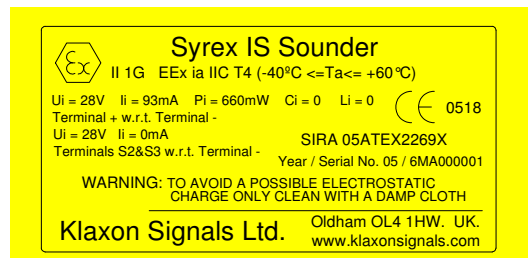 Syrex IS Sounder
Ex II 1G EEx ia IIC T4 (-40ºC <=Ta<= +60°C)
Ui = 28V Ii = 93mA Pi = 660mW Ci = 0 Li = 0
Terminal + w.r.t. Terminal -
CE 0518
Ui = 28V Ii = 0mA
Terminals S2&S3 w.r.t. Terminal -
SIRA 05ATEX2269X
Year / Serial No. 05 / 6MA000001
WARNING: TO AVOID A POSSIBLE ELECTROSTATIC
CHARGE ONLY CLEAN WITH A DAMP CLOTH
Klaxon Signals Ltd.
Oldham OL4 1HW. UK.
www.klaxonsignals.com